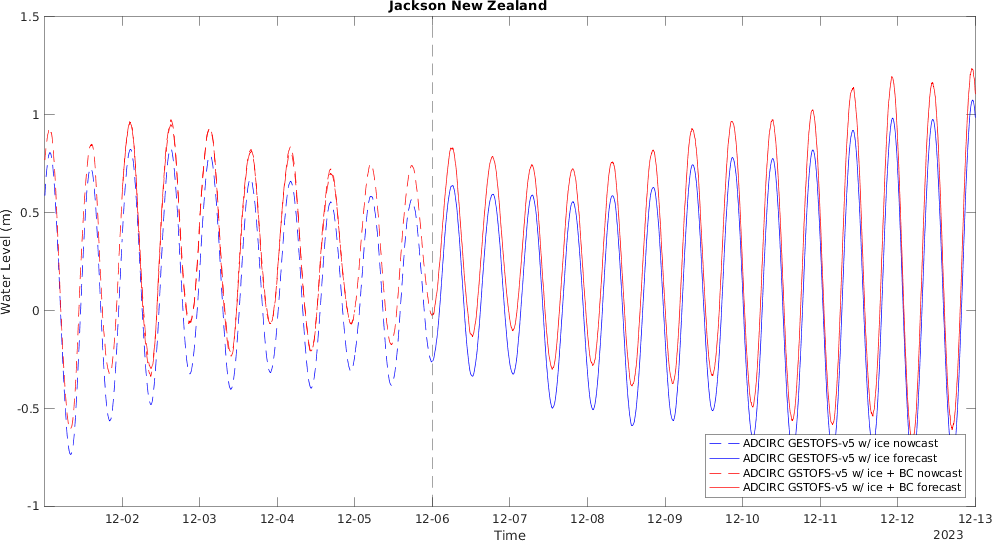 Jackson New Zealand
1.5
1
0.5
0
-0.5
-1
Water Level (m)
12-02 12-03 12-04 12-05 12-06 12-07 12-08 12-09 12-10 12-11 12-12 12-13
Time
2023
ADCIRC GESTOFS-v5 w/ ice nowcast
ADCIRC GESTOFS-v5 w/ ice forecast
ADCIRC GSTOFS-v5 w/ ice + BC nowcast
ADCIRC GSTOFS-v5 w/ ice + BC forecast